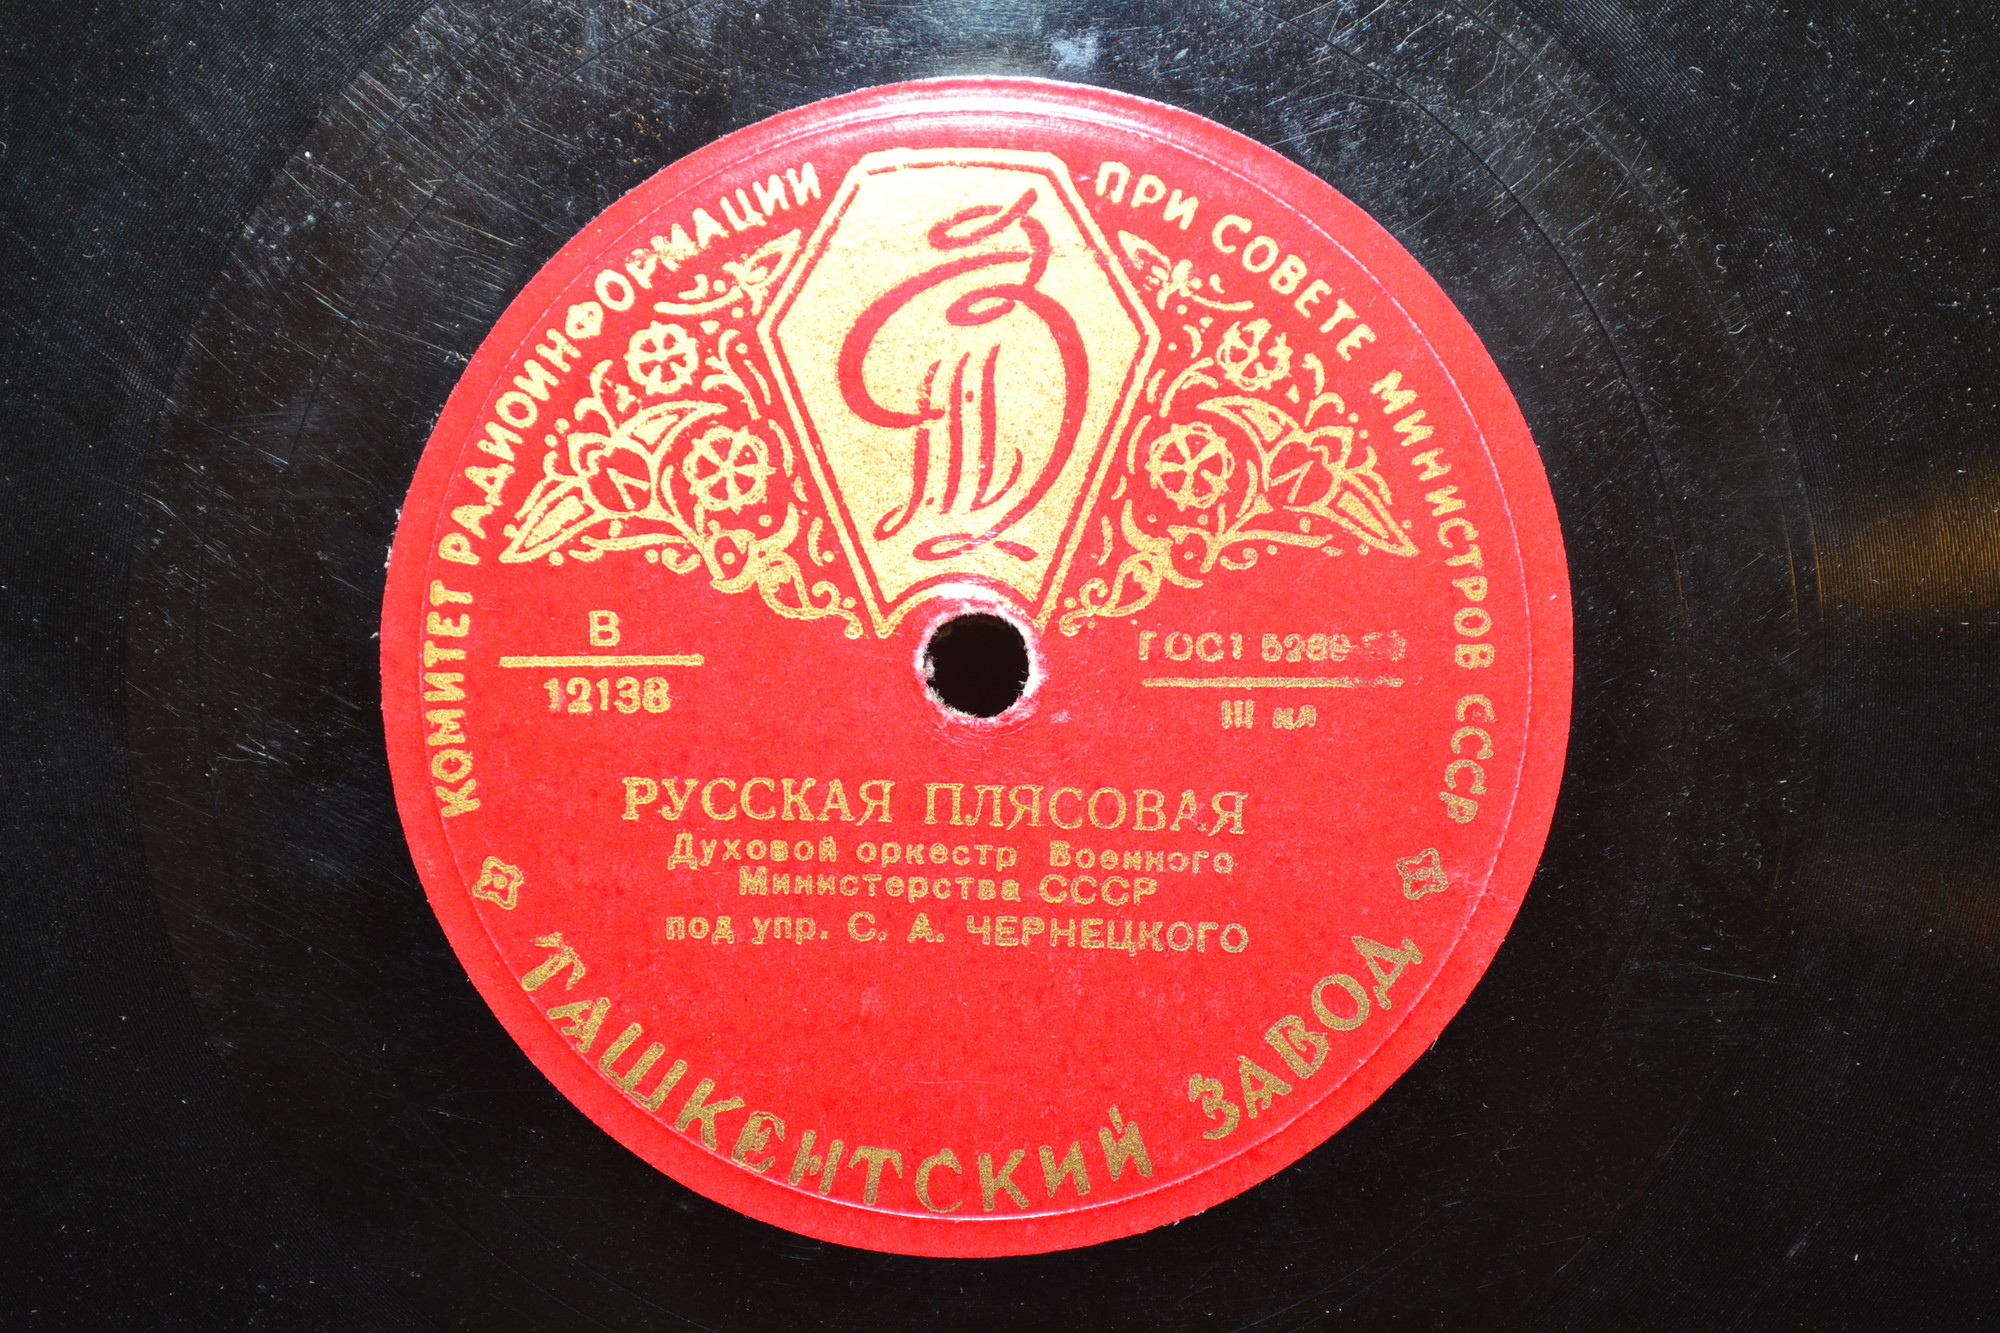 КОМИТЕТ РАДИОИНФОРМАЦИИ ПРИ СОВЕТЕ МИНИСТРОВ СССР
В
12138
ГОСТ
III кл
РУССКАЯ ПЛЯСОВАЯ
Духовой оркестр Военного
Министерства СССР
под упр. С. А. ЧЕРНЕЦКОГО
ТАШКЕНТСКИЙ ЗАВОД